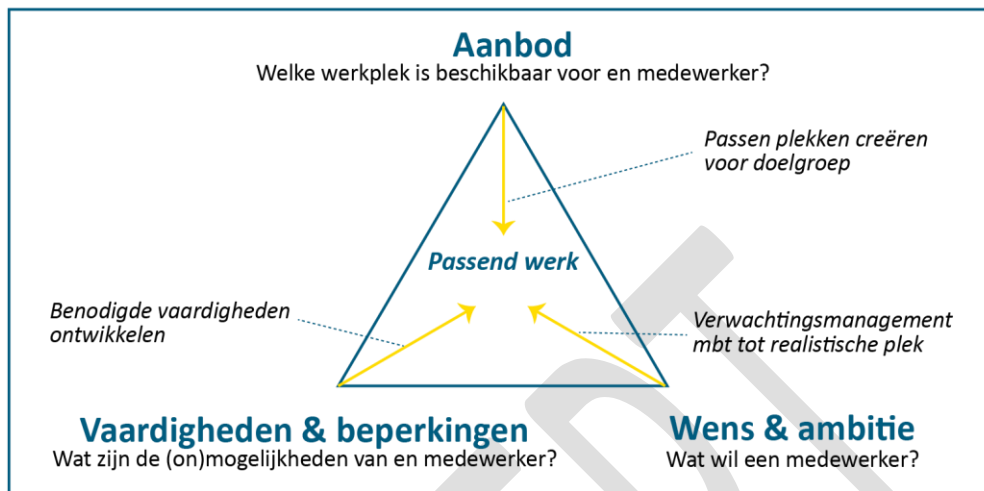 Aanbod
Welke werkplek is beschikbaar voor en medewerker?
Passen plekken creëren
voor doelgroep
Passend werk
Benodigde vaardigheden
ontwikkelen
Verwachtingsmanagement
mbt tot realistische plek
Vaardigheden & beperkingen
Wat zijn de (on)mogelijkheden van en medewerker?
Wens & ambitie
Wat wil een medewerker?